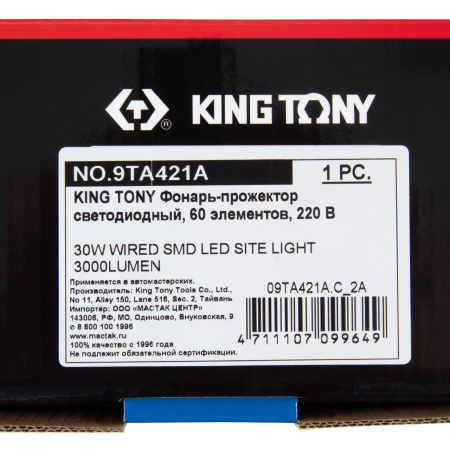 ® KING TONY
NO.9TA421A 1 PC.
KING TONY Фонарь-прожектор
светодиодный, 60 элементов, 220 В
30W WIRED SMD LED SITE LIGHT
3000LUMEN
Применяется в автомастерских.
Производитель: King Tony Tools Co., Ltd.,
No 11, Alley 150, Lane 516, Sec. 2, Тайвань
Импортёр: ООО «МАСТАК ЦЕНТР»
143006, РФ, МО, Одинцово, Внуковская, 9
✆ 8 800 100 1996
www.mactak.ru
100% качество с 1996 года
Не подлежит обязательной сертификации.
09TA421A.C_2A
4 711107 099649